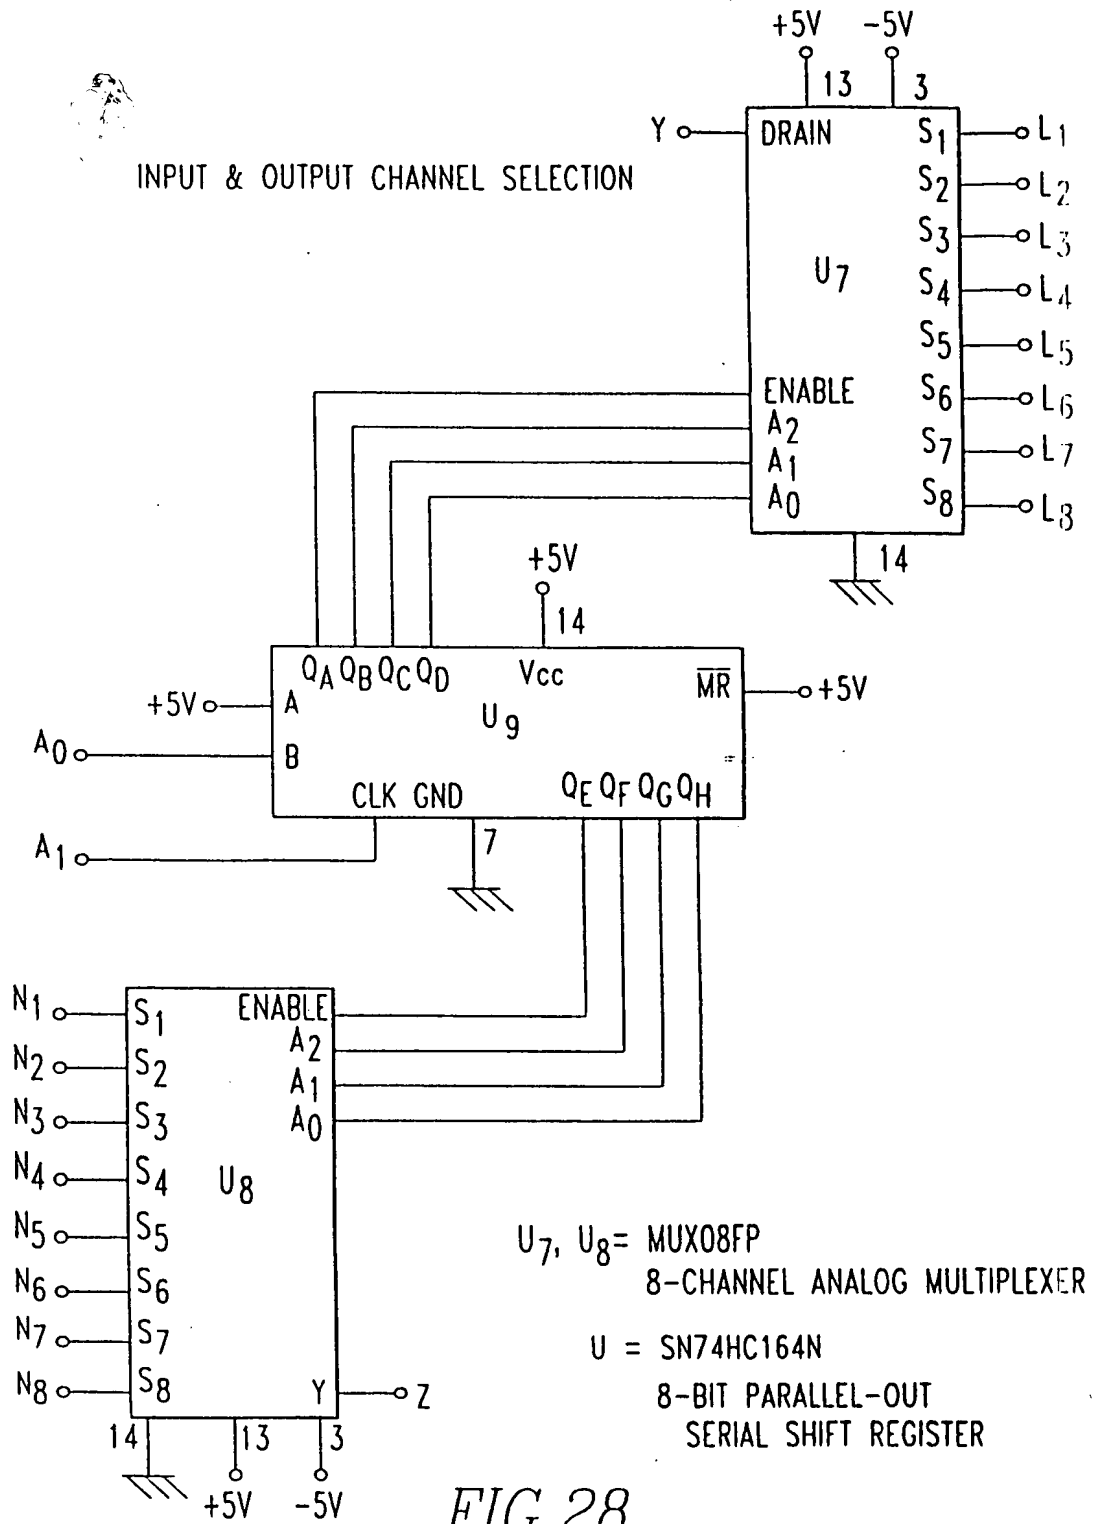 +5V -5V
13 3
Y DRAIN S1 L1
INPUT & OUTPUT CHANNEL SELECTION
S2 L2
S3 L3
U7
S4 L4
S5 L5
ENABLE S6 L6
A2
S7 L7
A1
A0 S8 L8
14
+5V
14
QA QB QC QD Vcc MR +5V
+5V A
U9
A0 B
CLK GND QE QF QG QH
A1 7
N1 S1 ENABLE
A2
N2 S2 A1
N3 S3 A0
N4 S4 U8
N5 S5
N6 S6
N7 S7
N8 S8 Y Z
14 13 3
+5V -5V
U7, U8= MUX08FP
8-CHANNEL ANALOG MULTIPLEXER
U = SN74HC164N
8-BIT PARALLEL-OUT
SERIAL SHIFT REGISTER
FIG. 28